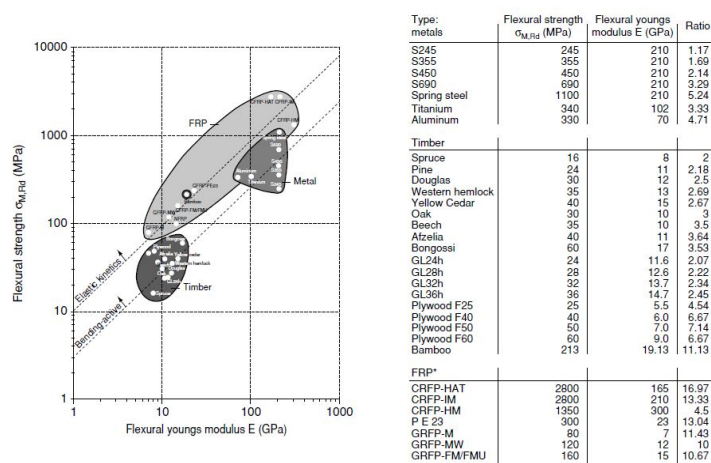 10000
1000
100
10
1
1
10
100
1000
10000
Flexural strength σM,Rd (MPa)
Flexural youngs modulus E (GPa)
FRP
Metal
Timber
Elastic kinetics
Bending-active
CFRP-HAT CFRP-IM
CFRP-HM
Aluminum
Titanium
Bamboo
Type: Flexural strength Flexural youngs Ratio
metals σM,Rd (MPa) modulus E (GPa)
S245 245 210 1.17
S355 355 210 1.69
S450 450 210 2.14
S690 690 210 3.29
Spring steel 1100 210 5.24
Titanium 340 102 3.33
Aluminum 330 70 4.71
Timber
Spruce 16 8 2
Pine 24 11 2.18
Douglas 30 12 2.5
Western hemlock 35 13 2.69
Yellow Cedar 40 15 2.67
Oak 30 10 3
Beech 35 10 3.5
Afzelia 40 11 3.64
Bongossi 60 17 3.53
GL24h 24 11.6 2.07
GL28h 28 12.6 2.22
GL32h 32 13.7 2.34
GL36h 36 14.7 2.45
Plywood F25 25 5.5 4.54
Plywood F40 40 6.0 6.67
Plywood F50 50 7.0 7.14
Plywood F60 60 9.0 6.67
Bamboo 213 19.13 11.13
FRP*
CRFP-HAT 2800 165 16.97
CRFP-IM 2800 210 13.33
CRFP-HM 1350 300 4.5
P E 23 300 23 13.04
GRFP-M 80 7 11.43
GRFP-MW 120 12 10
GRFP-FM/FMU 160 15 10.67